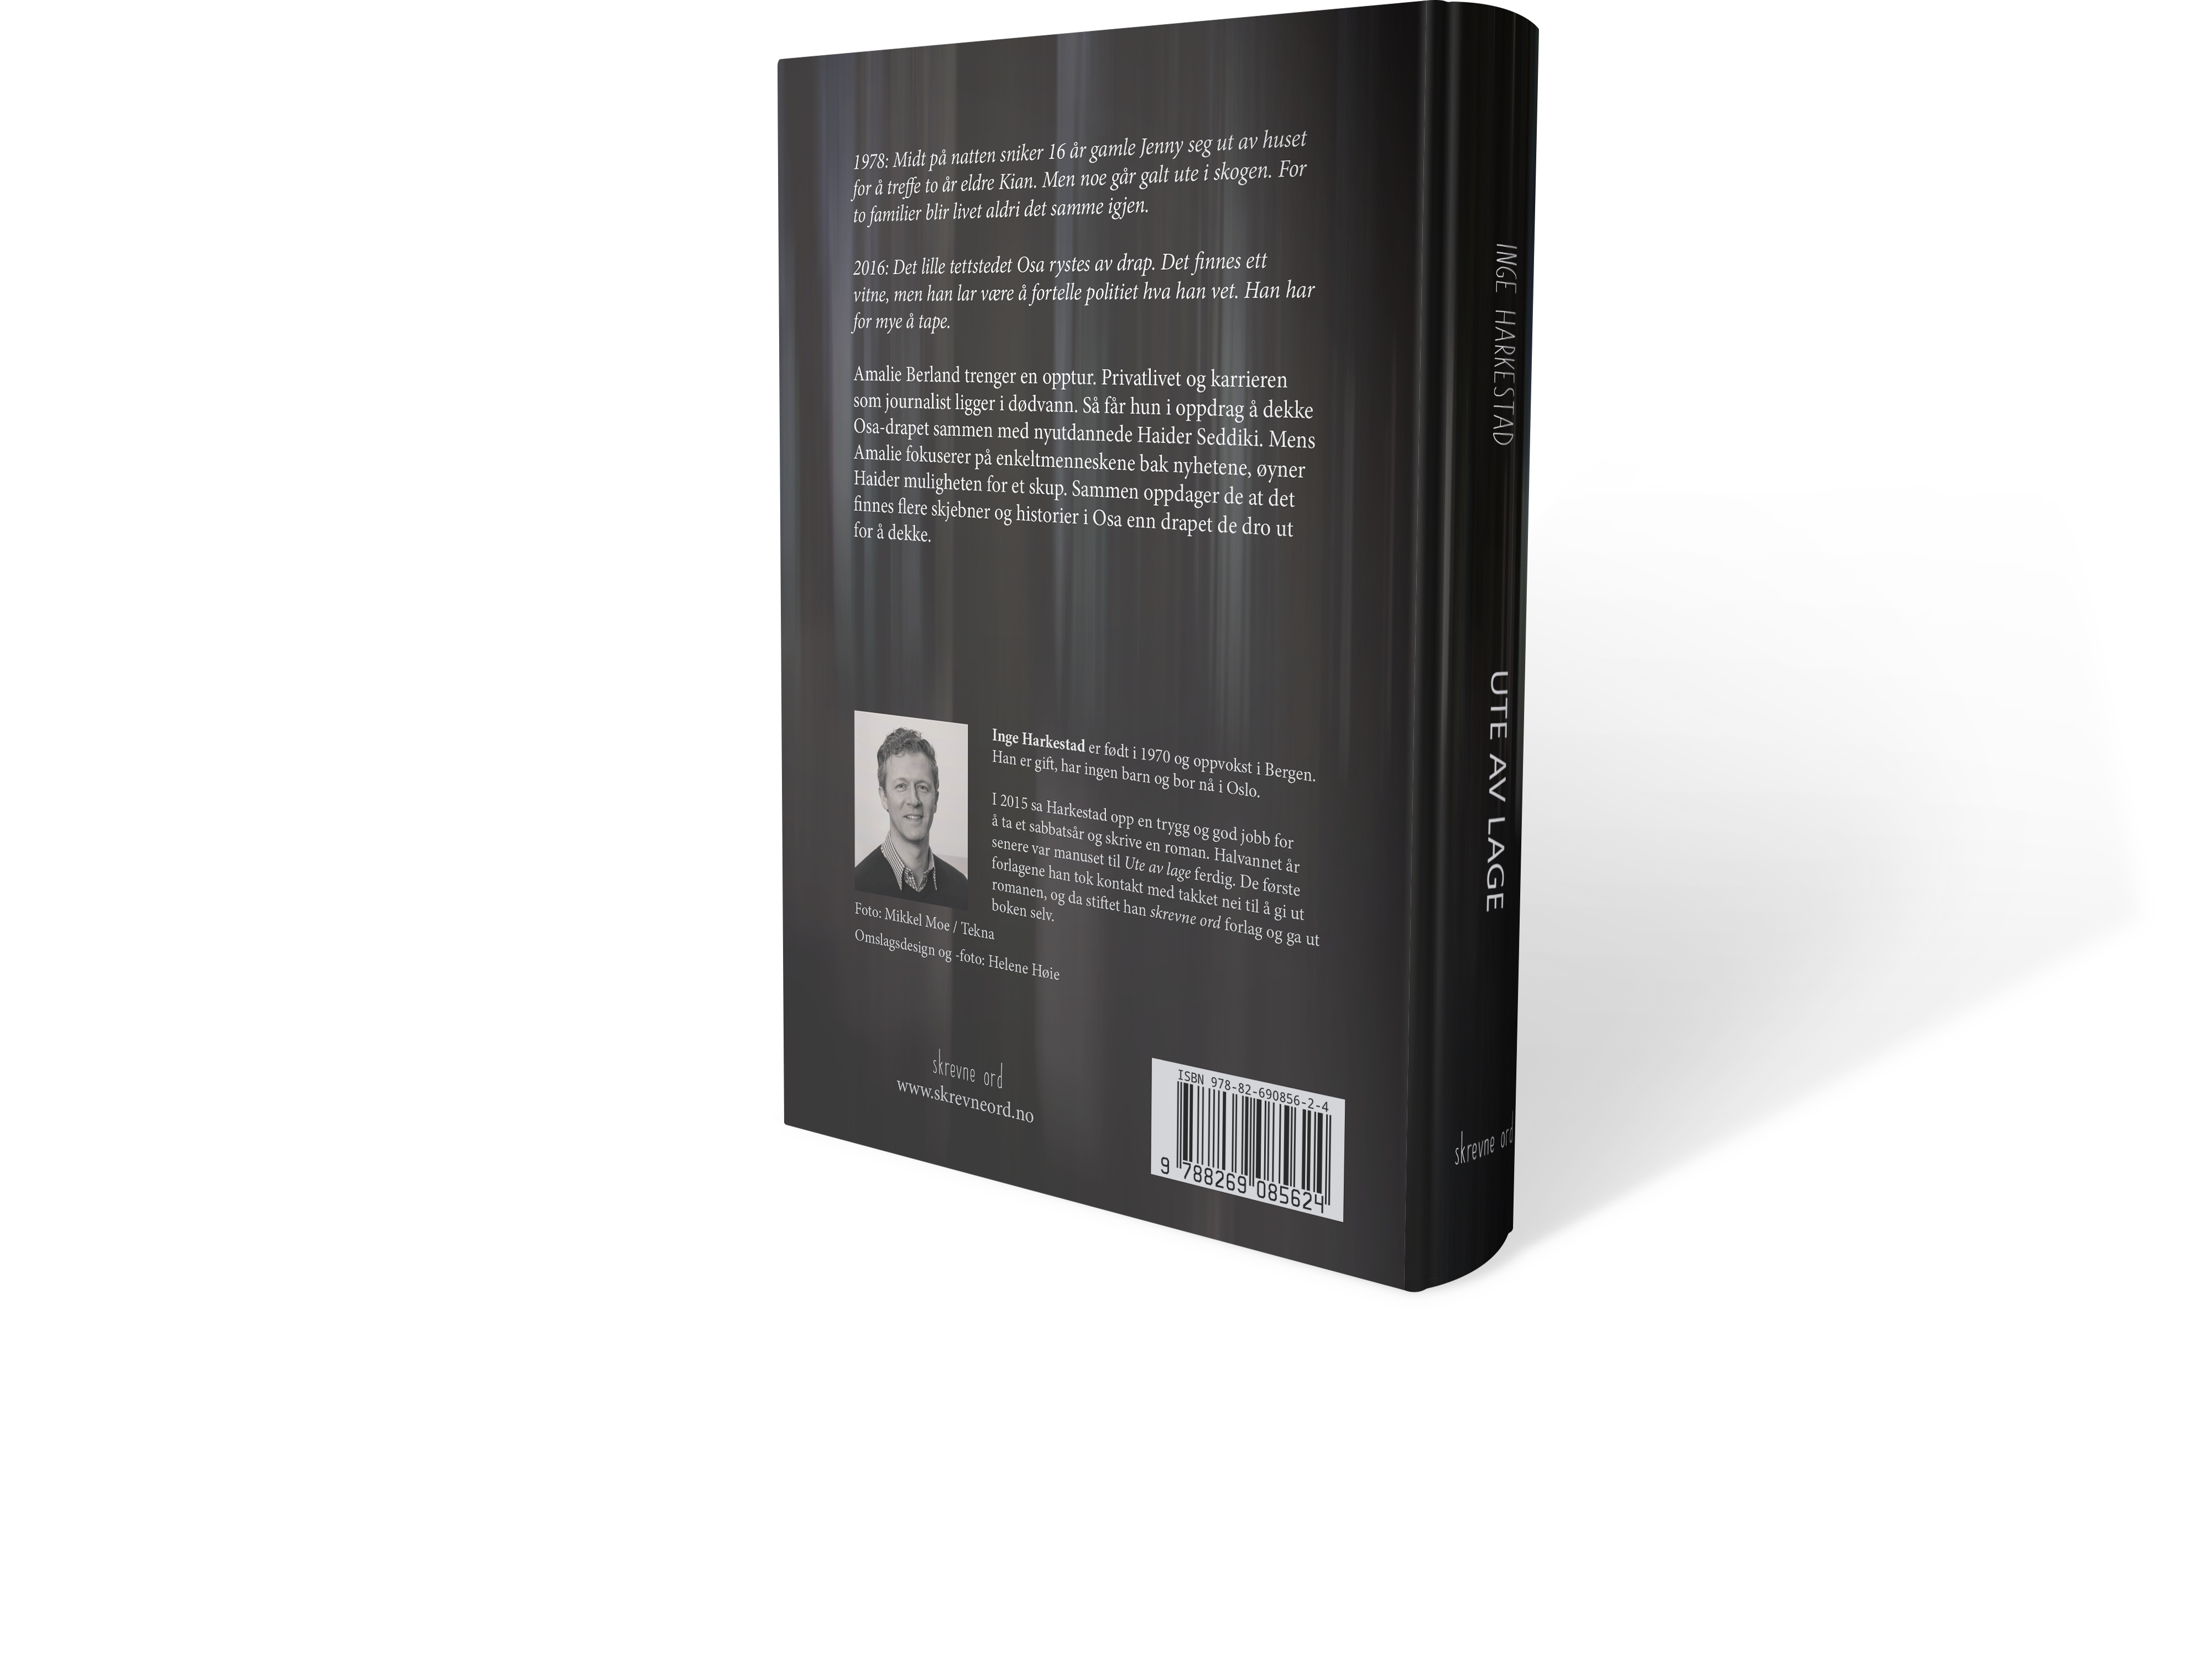 1978: Midt på natten sniker 16 år gamle Jenny seg ut av huset
for å treffe to år eldre Kian. Men noe går galt ute i skogen. For
to familier blir livet aldri det samme igjen.
2016: Det lille tettstedet Osa rystes av drap. Det finnes ett
vitne, men han lar være å fortelle politiet hva han vet. Han har
for mye å tape.
Amalie Berland trenger en opptur. Privatlivet og karrieren
som journalist ligger i dødvann. Så får hun i oppdrag å dekke
Osa-drapet sammen med nyutdannede Haider Seddiki. Mens
Amalie fokuserer på enkeltmenneskene bak nyhetene, øyner
Haider muligheten for et skup. Sammen oppdager de at det
finnes flere skjebner og historier i Osa enn drapet de dro ut
for å dekke.
Inge Harkestad er født i 1970 og oppvokst i Bergen.
Han er gift, har ingen barn og bor nå i Oslo.
I 2015 sa Harkestad opp en trygg og god jobb for
å ta et sabbatsår og skrive en roman. Halvannet år
senere var manuset til Ute av lage ferdig. De første
forlagene han tok kontakt med takket nei til å gi ut
romanen, og da stiftet han skrevne ord forlag og ga ut
boken selv.
Foto: Mikkel Moe / Tekna
Omslagsdesign og -foto: Helene Høie
skrevne ord
www.skrevneord.no
ISBN 978-82-690856-2-4
9 788269 085624
INGE HARKESTAD
UTE AV LAGE
skrevne ord